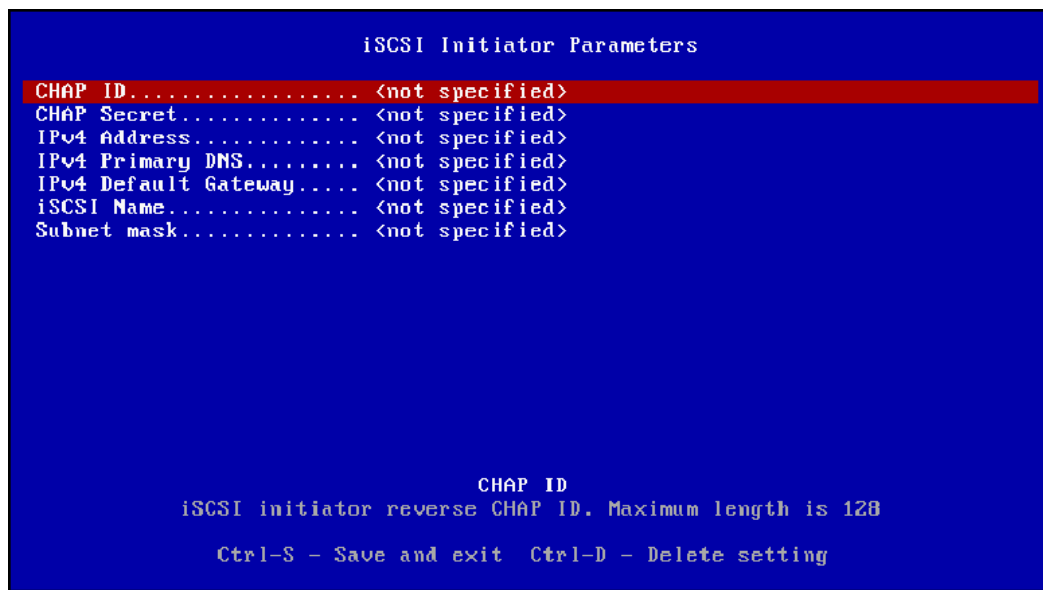 iSCSI Initiator Parameters
CHAP ID.................. <not specified>
CHAP Secret.............. <not specified>
IPv4 Address............. <not specified>
IPv4 Primary DNS......... <not specified>
IPv4 Default Gateway..... <not specified>
iSCSI Name............... <not specified>
Subnet mask.............. <not specified>
CHAP ID
iSCSI initiator reverse CHAP ID. Maximum length is 128
Ctrl-S - Save and exit  Ctrl-D - Delete setting